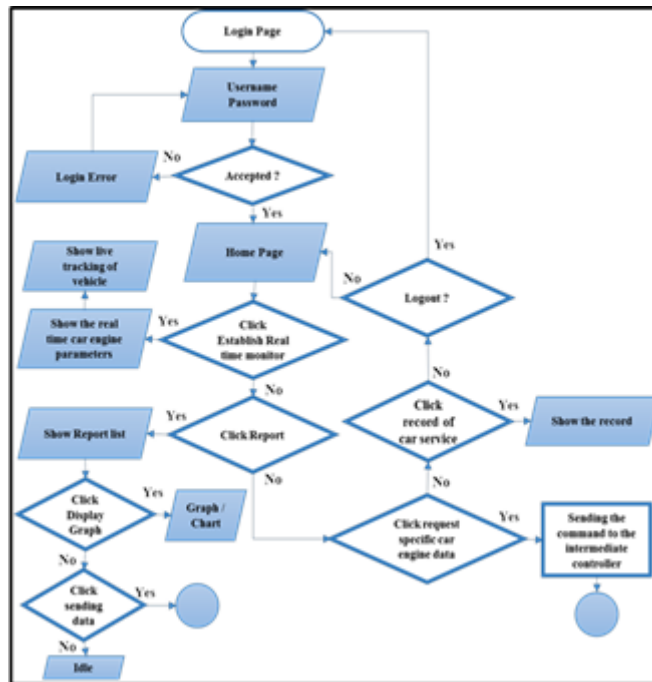 Login Page
Username
Password
No
Login Error
Accepted ?
Yes
Yes
Show live
tracking of
vehicle
Home Page
No
Logout ?
Show the real
time car engine
parameters
Yes
Click
Establish Real
time monitor
No
No
Click
record of
car service
Yes
Show the record
Show Report list
Yes
Click Report
No
No
Click
Display
Graph
Yes
Graph /
Chart
Click request
specific car
engine data
Yes
Sending the
command to the
intermediate
controller
No
Click
sending
data
Yes
No
Idle